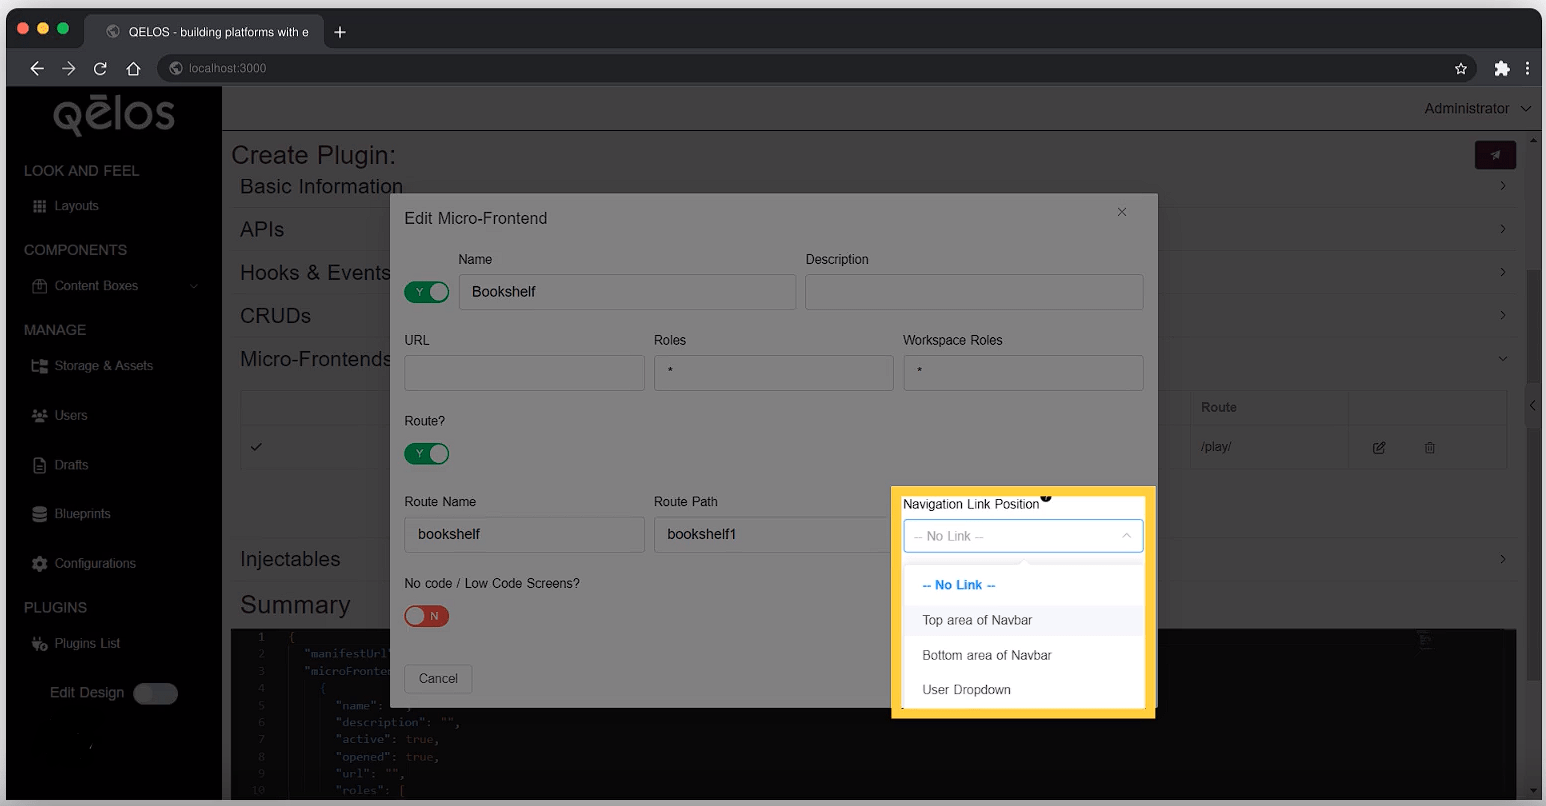 QELOS - building platforms with e
localhost:3000
qēlos
Administrator
LOOK AND FEEL
Layouts
COMPONENTS
Content Boxes
MANAGE
Storage & Assets
Users
Drafts
Blueprints
Configurations
PLUGINS
Plugins List
Edit Design
Create Plugin:
Basic Information
APIs
Hooks & Events
CRUDs
Micro-Frontends
Route
/play/
Injectables
Summary
Edit Micro-Frontend
Name
Description
Y
Bookshelf
URL
Roles
Workspace Roles
*
*
Route?
Y
Route Name
Route Path
Navigation Link Position
bookshelf
bookshelf1
-- No Link --
No code / Low Code Screens?
N
-- No Link --
Top area of Navbar
Bottom area of Navbar
User Dropdown
Cancel
1 {
2 "manifestUrl"
3 "microFronten
4 {
5 "name":
6 "description": "",
7 "active": true,
8 "opened": true,
9 "url": "",
10 "roles": [